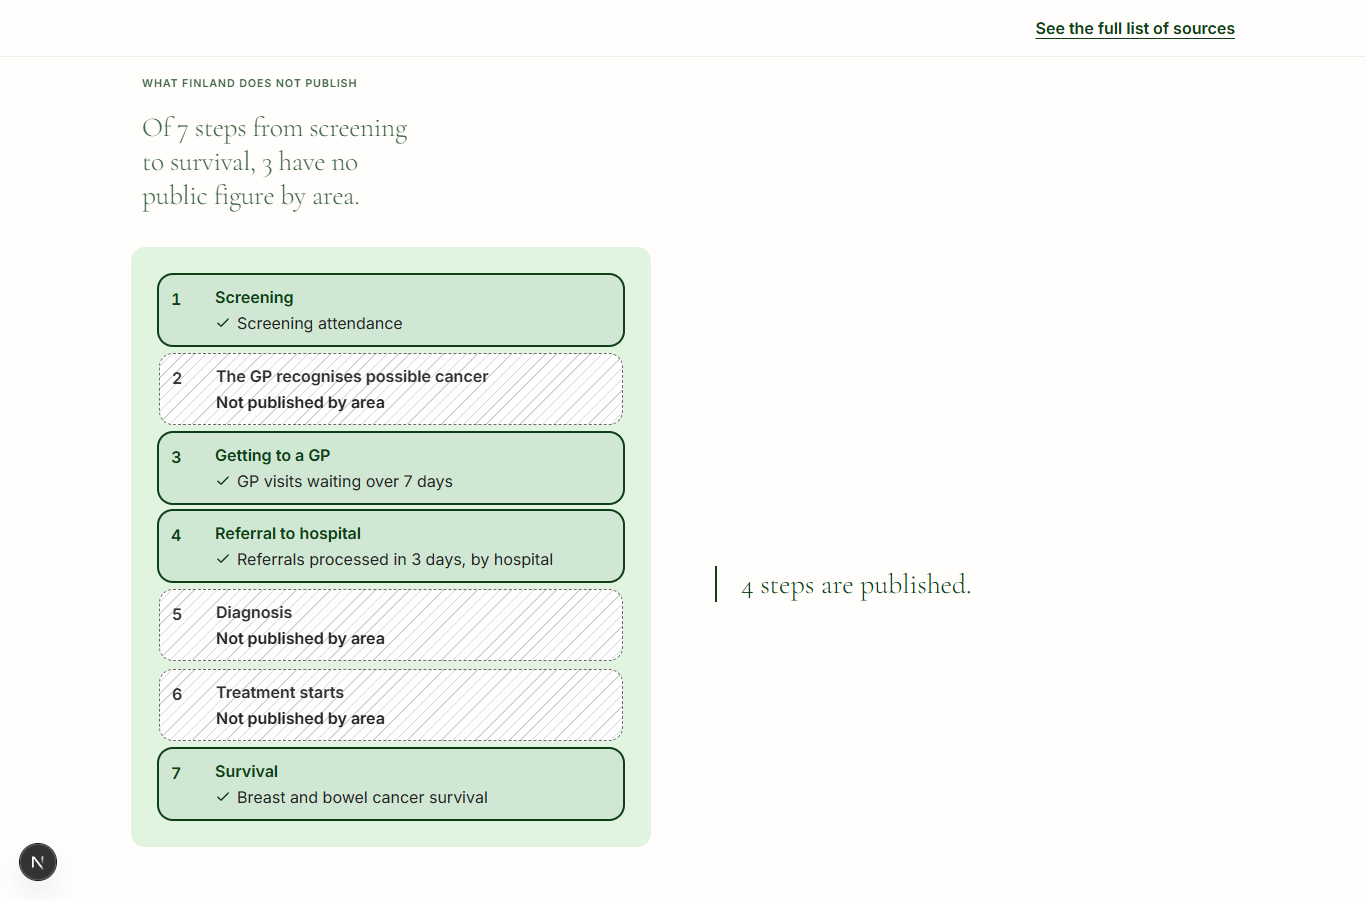 See the full list of sources
WHAT FINLAND DOES NOT PUBLISH
Of 7 steps from screening
to survival, 3 have no
public figure by area.
1 Screening
✓ Screening attendance
2 The GP recognises possible cancer
Not published by area
3 Getting to a GP
✓ GP visits waiting over 7 days
4 Referral to hospital
✓ Referrals processed in 3 days, by hospital
5 Diagnosis
Not published by area
6 Treatment starts
Not published by area
7 Survival
✓ Breast and bowel cancer survival
4 steps are published.
N